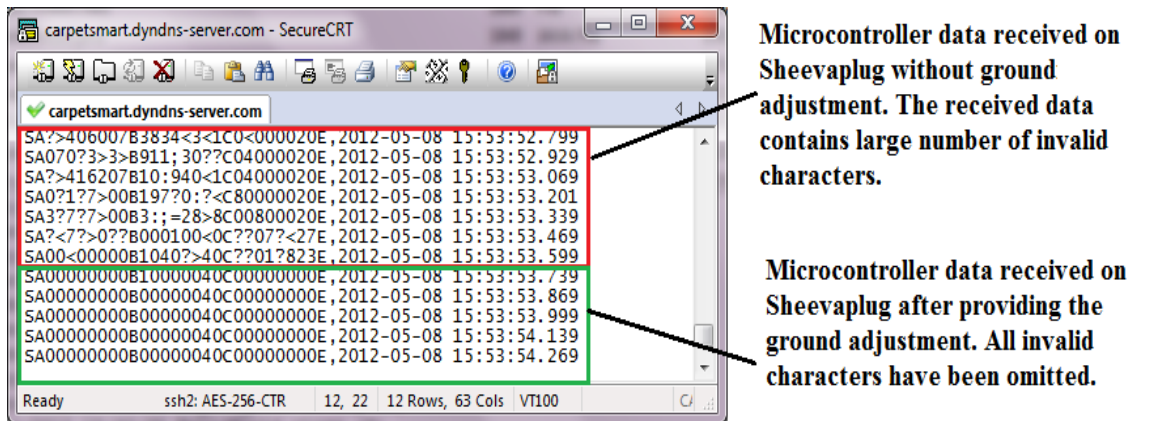 carpetsmart.dyndns-server.com - SecureCRT
carpetsmart.dyndns-server.com
SA?>406007B3834<3<1C0<000020E,2012-05-08 15:53:52.799
SA070?3>3>B911;30??C04000020E,2012-05-08 15:53:52.929
SA?>416207B10:940<1C04000020E,2012-05-08 15:53:53.069
SA0?1?7>00B197?0:?<C80000020E,2012-05-08 15:53:53.201
SA3?7?7>00B3:;=28>8C00800020E,2012-05-08 15:53:53.339
SA?<7?>0??B000100<0C??07?<27E,2012-05-08 15:53:53.469
SA00<00000B1040?>40C??01?823E,2012-05-08 15:53:53.599
SA00000000B10000040C00000000E,2012-05-08 15:53:53.739
SA00000000B00000040C00000000E,2012-05-08 15:53:53.869
SA00000000B00000040C00000000E,2012-05-08 15:53:53.999
SA00000000B00000040C00000000E,2012-05-08 15:53:54.139
SA00000000B00000040C00000000E,2012-05-08 15:53:54.269
Ready ssh2: AES-256-CTR 12, 22 12 Rows, 63 Cols VT100
Microcontroller data received on
Sheevaplug without ground
adjustment. The received data
contains large number of invalid
characters.
Microcontroller data received on
Sheevaplug after providing the
ground adjustment. All invalid
characters have been omitted.